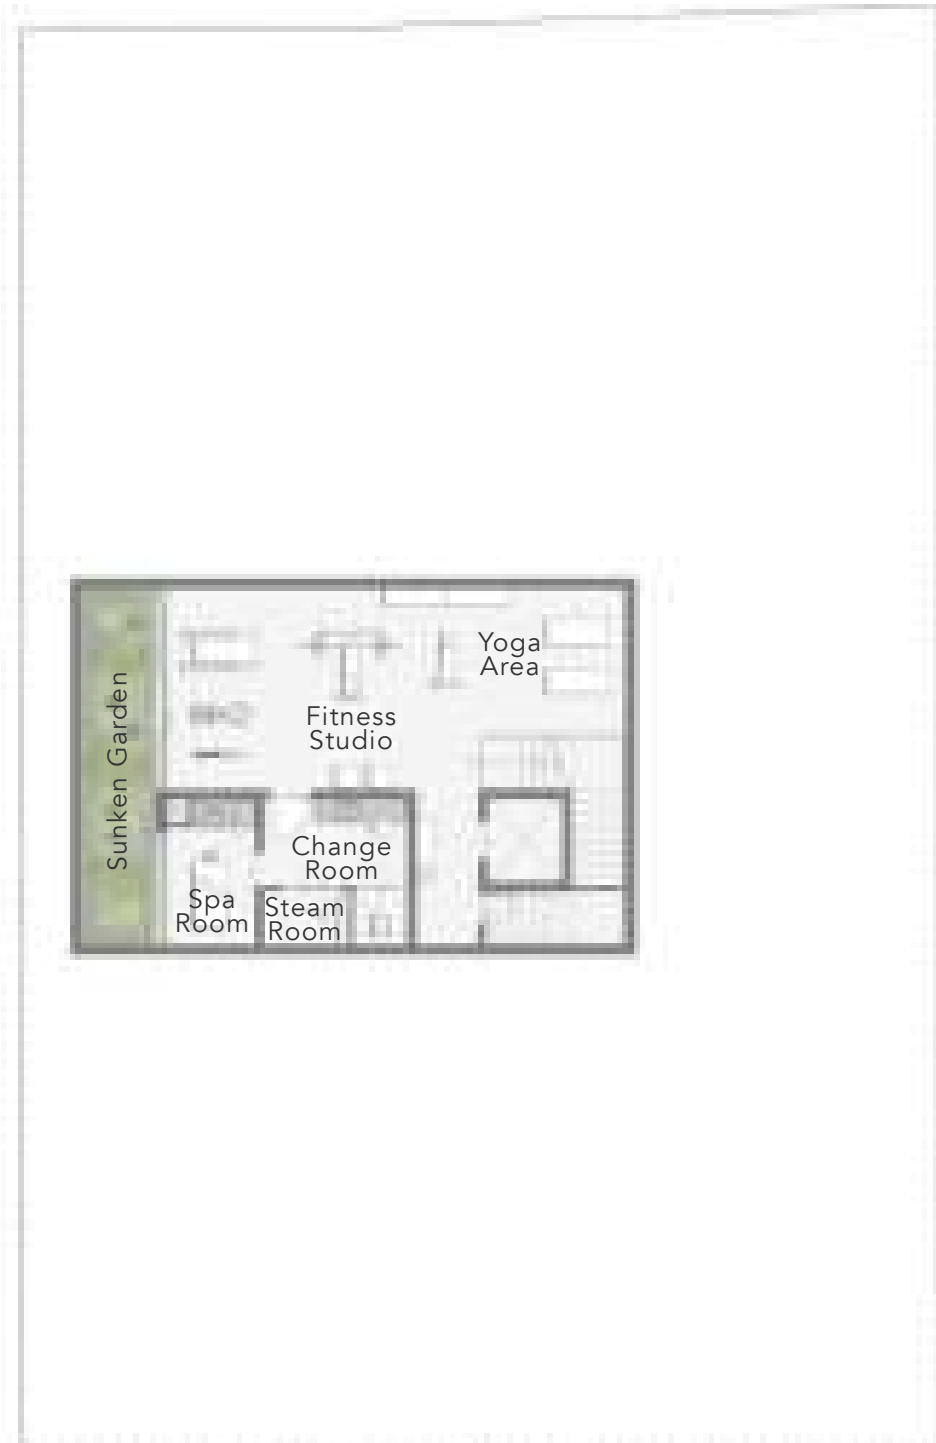 Yoga
Area
Fitness
Studio
Sunken Garden
Change
Room
Spa
Room
Steam
Room